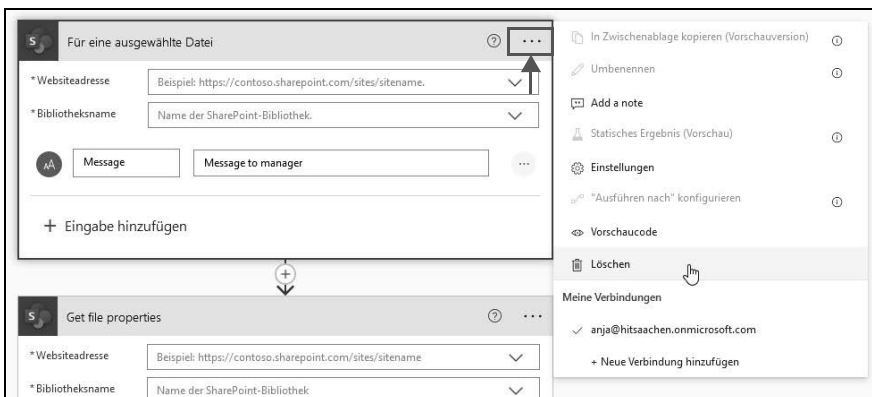 Für eine ausgewählte Datei
* Websiteadresse
Beispiel: https://contoso.sharepoint.com/sites/sitename.
* Bibliotheksname
Name der SharePoint-Bibliothek.
AA
Message
Message to manager
+ Eingabe hinzufügen
Get file properties
* Websiteadresse
Beispiel: https://contoso.sharepoint.com/sites/sitename
* Bibliotheksname
Name der SharePoint-Bibliothek
In Zwischenablage kopieren (Vorschauversion)
Umbenennen
Add a note
Statisches Ergebnis (Vorschau)
Einstellungen
"Ausführen nach" konfigurieren
Vorschaucode
Löschen
Meine Verbindungen
anja@hitsaachen.onmicrosoft.com
+ Neue Verbindung hinzufügen